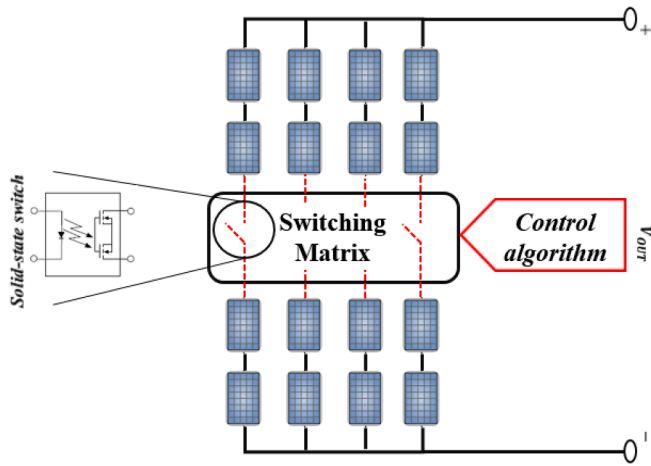 +
Solid-state switch
Switching
Matrix
Control
algorithm
VOUT
-